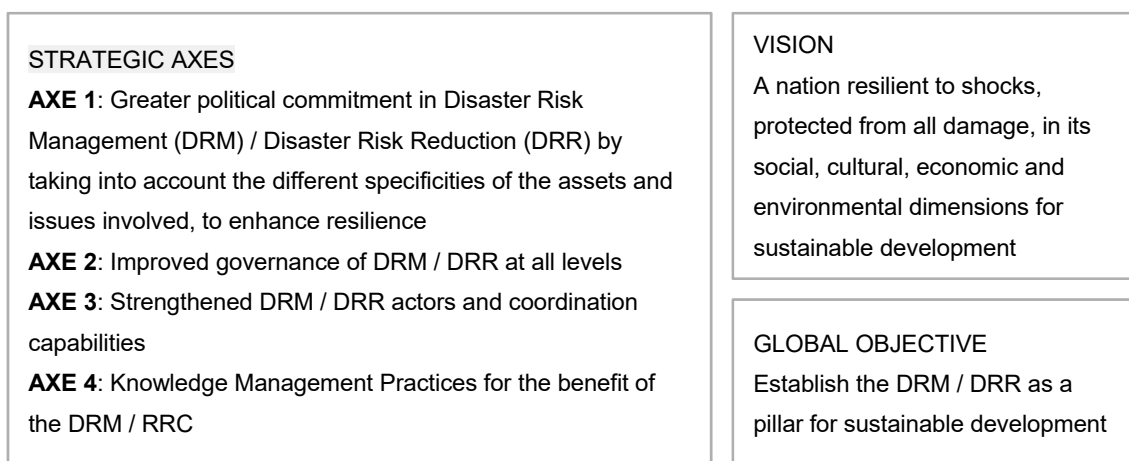 STRATEGIC AXES
AXE 1: Greater political commitment in Disaster Risk
Management (DRM) / Disaster Risk Reduction (DRR) by
taking into account the different specificities of the assets and
issues involved, to enhance resilience
AXE 2: Improved governance of DRM / DRR at all levels
AXE 3: Strengthened DRM / DRR actors and coordination
capabilities
AXE 4: Knowledge Management Practices for the benefit of
the DRM / RRC
VISION
A nation resilient to shocks,
protected from all damage, in its
social, cultural, economic and
environmental dimensions for
sustainable development
GLOBAL OBJECTIVE
Establish the DRM / DRR as a
pillar for sustainable development